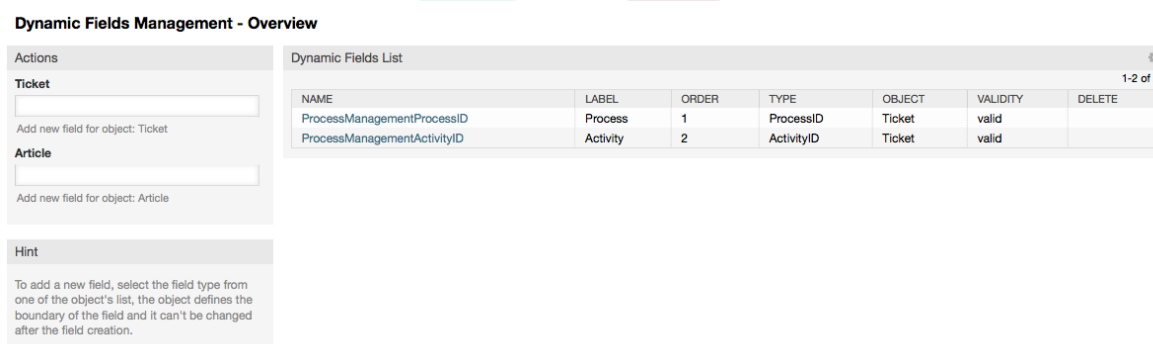 Dynamic Fields Management - Overview
Actions
Ticket
Add new field for object: Ticket
Article
Add new field for object: Article
Hint
To add a new field, select the field type from
one of the object's list, the object defines the
boundary of the field and it can't be changed
after the field creation.
Dynamic Fields List
1-2 of
NAME LABEL ORDER TYPE OBJECT VALIDITY DELETE
ProcessManagementProcessID Process 1 ProcessID Ticket valid
ProcessManagementActivityID Activity 2 ActivityID Ticket valid